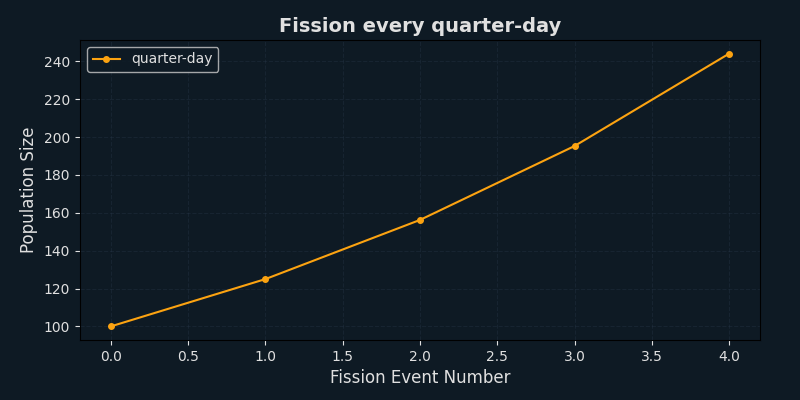 Fission every quarter-day
quarter-day
Population Size
240
220
200
180
160
140
120
100
0.0 0.5 1.0 1.5 2.0 2.5 3.0 3.5 4.0
Fission Event Number